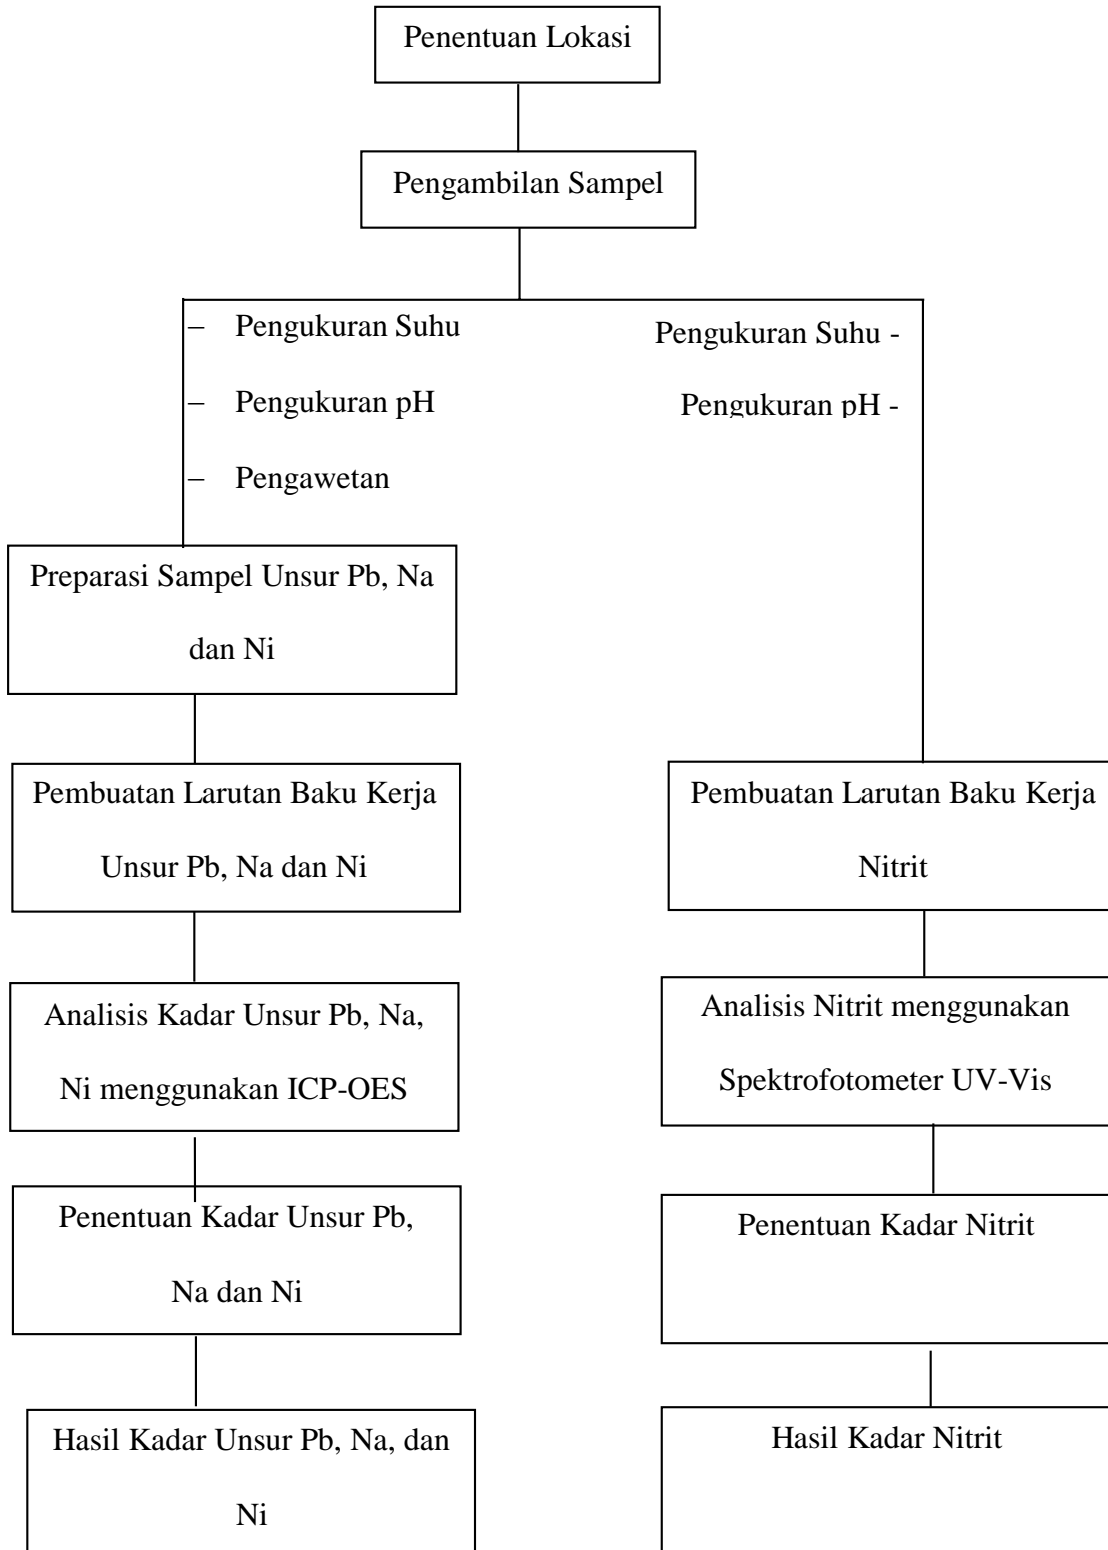 Penentuan Lokasi
Pengambilan Sampel
– Pengukuran Suhu
– Pengukuran pH
– Pengawetan
Pengukuran Suhu -
Pengukuran pH -
Preparasi Sampel Unsur Pb, Na
dan Ni
Pembuatan Larutan Baku Kerja
Unsur Pb, Na dan Ni
Analisis Kadar Unsur Pb, Na,
Ni menggunakan ICP-OES
Penentuan Kadar Unsur Pb,
Na dan Ni
Hasil Kadar Unsur Pb, Na, dan
Ni
Pembuatan Larutan Baku Kerja
Nitrit
Analisis Nitrit menggunakan
Spektrofotometer UV-Vis
Penentuan Kadar Nitrit
Hasil Kadar Nitrit